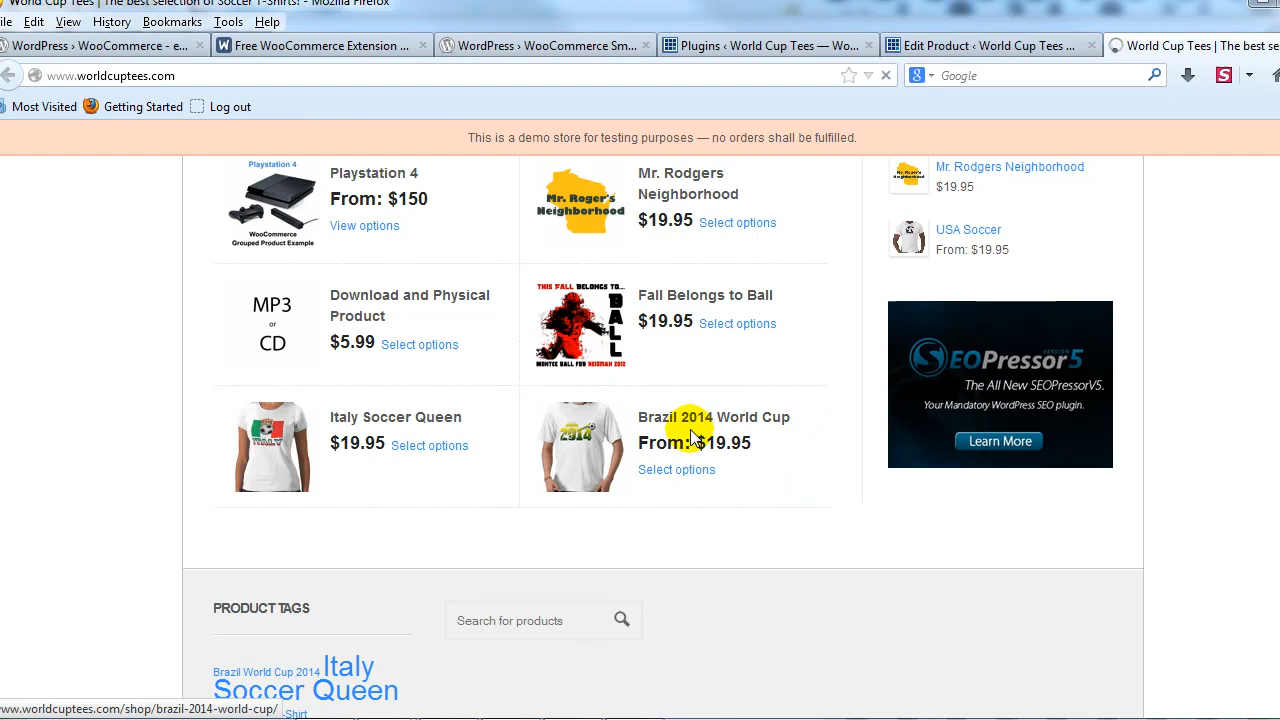 World Cup Tees | The best selection of Soccer T-Shirts! - Mozilla Firefox
ile Edit View History Bookmarks Tools Help
WordPress › WooCommerce - e...
Free WooCommerce Extension ...
WordPress › WooCommerce Sm...
Plugins ‹ World Cup Tees — Wo...
Edit Product ‹ World Cup Tees ...
World Cup Tees | The best se
www.worldcuptees.com
Google
Most Visited Getting Started Log out
This is a demo store for testing purposes — no orders shall be fulfilled.
Playstation 4
WooCommerce
Grouped Product Example
Playstation 4
From: $150
View options
Mr. Roger's
Neighborhood
Mr. Rodgers
Neighborhood
$19.95 Select options
Mr. Rodgers Neighborhood
$19.95
USA Soccer
From: $19.95
MP3
or
CD
Download and Physical
Product
$5.99 Select options
THIS FALL BELONGS TO...
BALL
MONTEE BALL FOR HEISMAN 2012
Fall Belongs to Ball
$19.95 Select options
SEOPressor5
VERSION
The All New SEOPressorV5.
Your Mandatory WordPress SEO plugin.
Learn More
ITALY
Italy Soccer Queen
$19.95 Select options
2014
Brazil 2014 World Cup
From: $19.95
Select options
PRODUCT TAGS
Search for products
Brazil World Cup 2014 Italy
Soccer Queen
-Shirt
www.worldcuptees.com/shop/brazil-2014-world-cup/